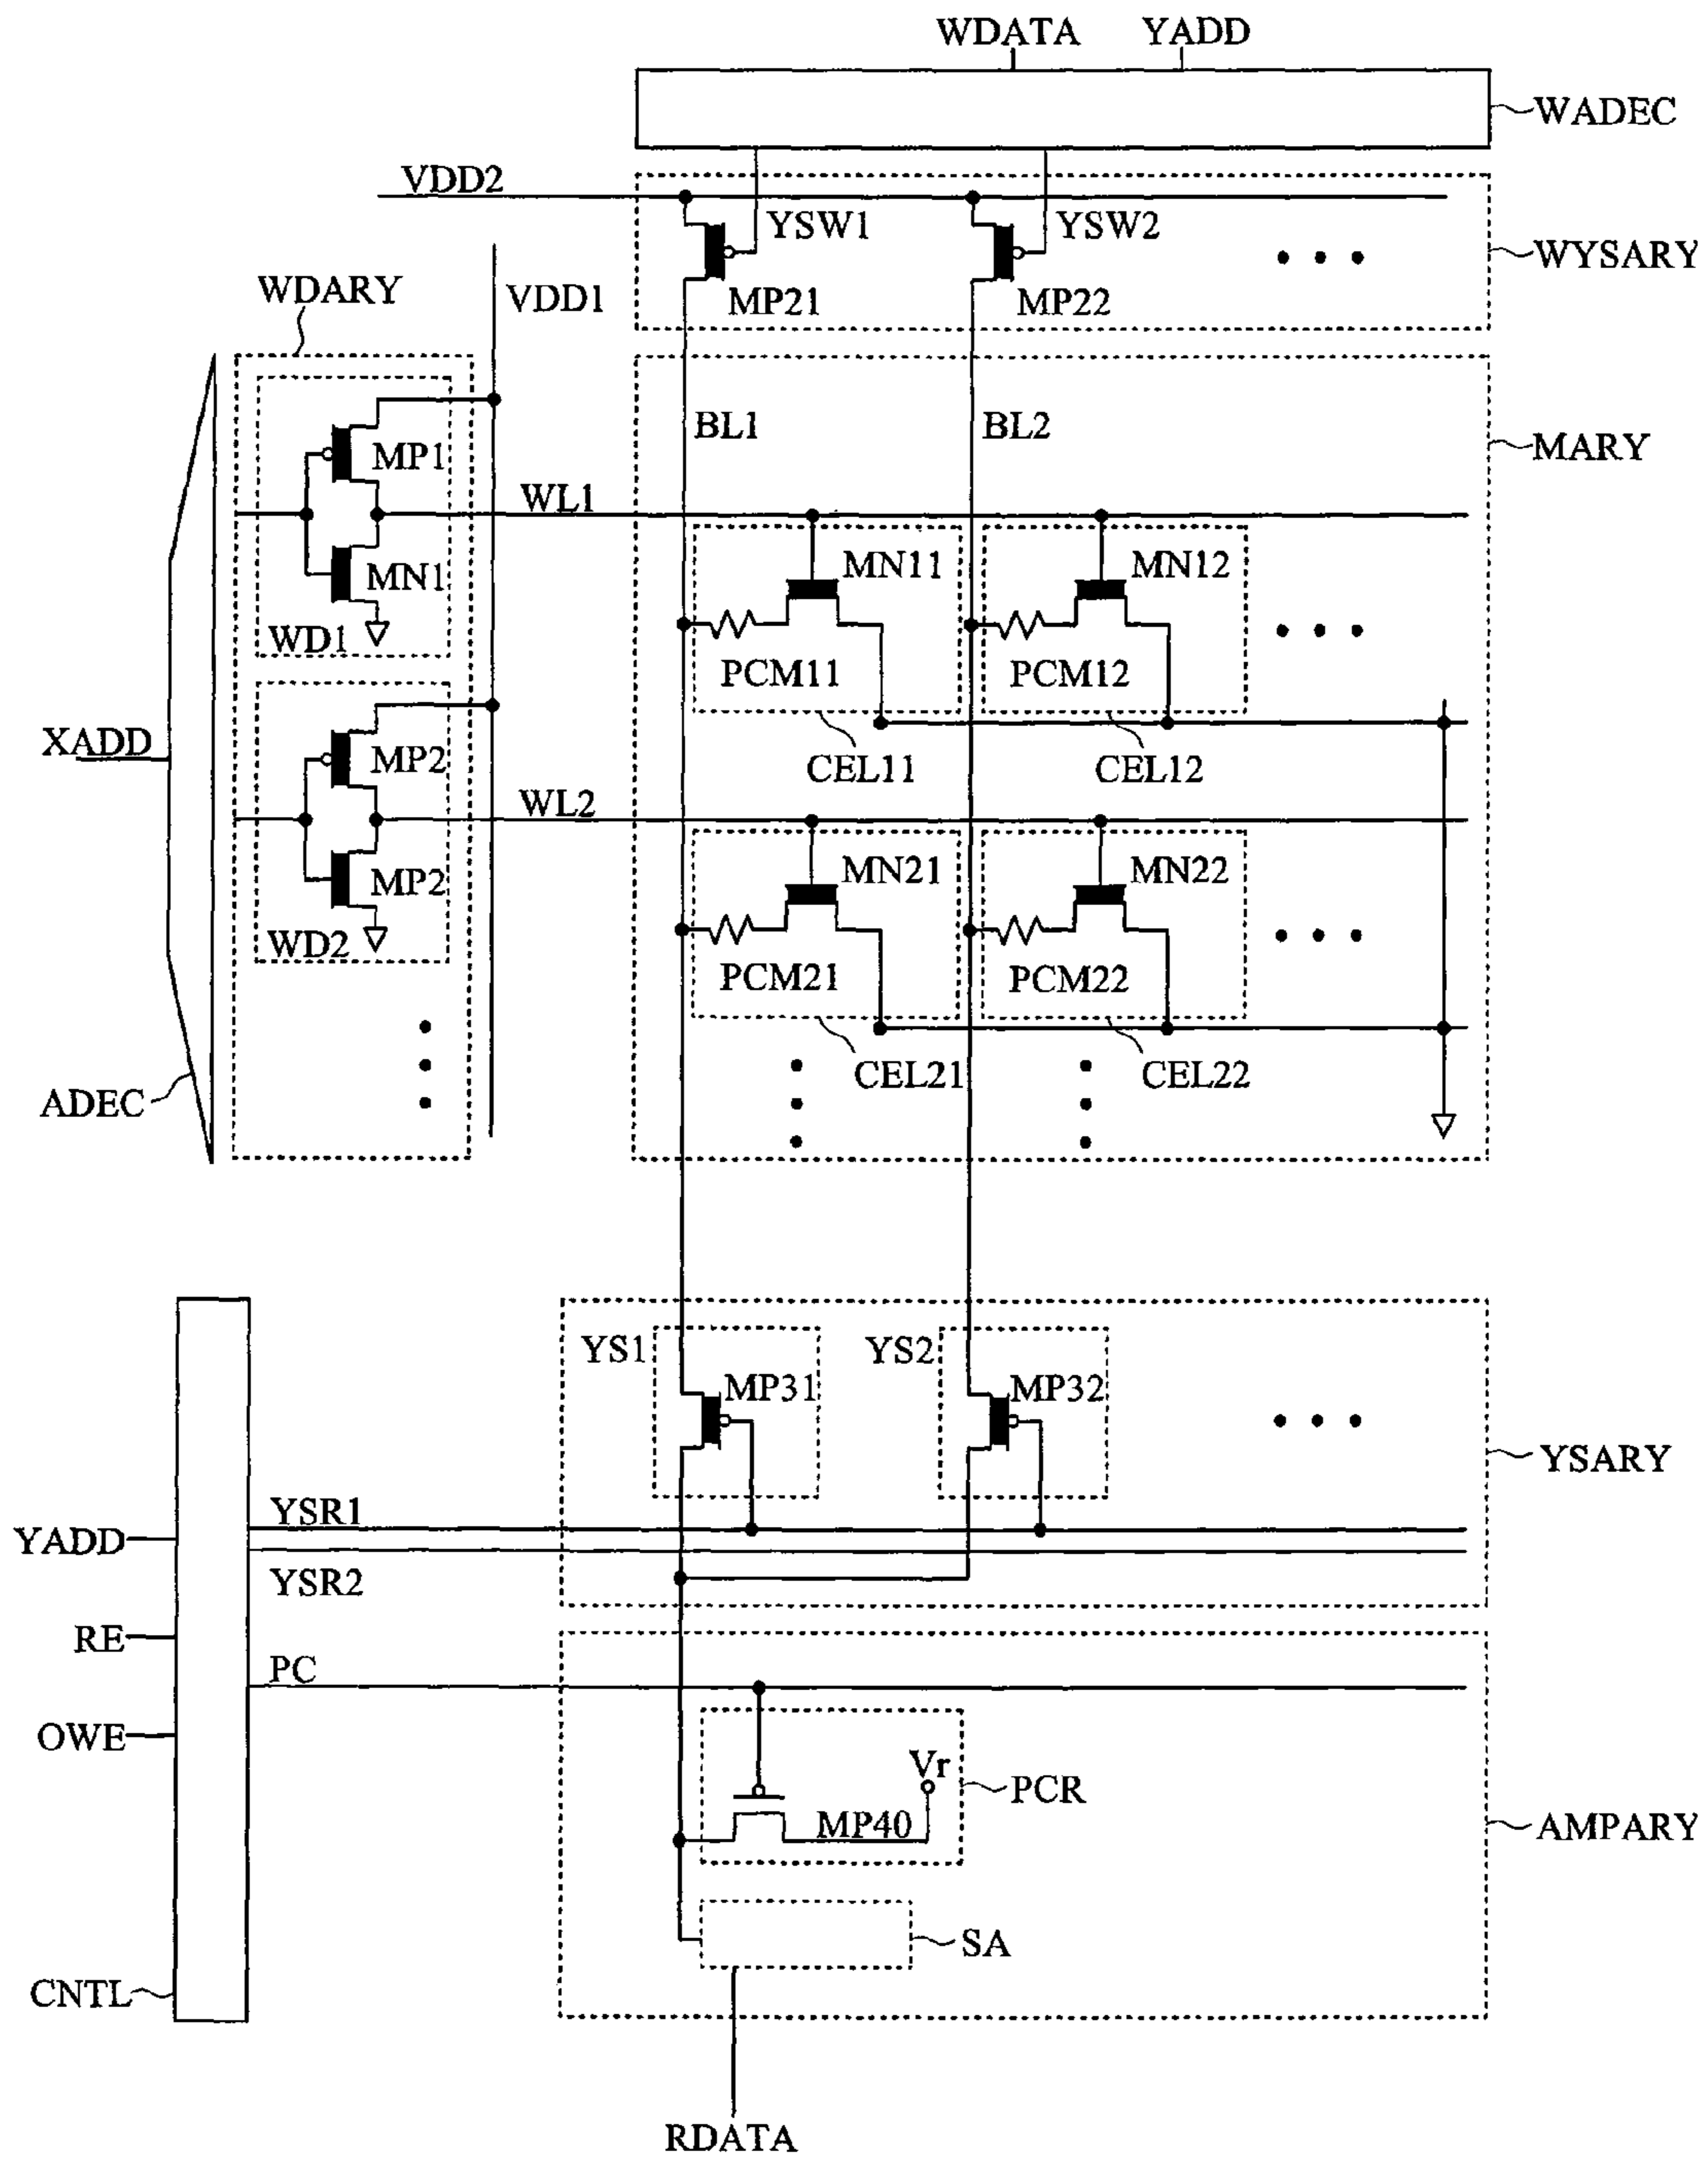 WDATA YADD
WADEC
VDD2
YSW1 YSW2
WYSARY
WDARY
VDD1
MP21 MP22
BL1 BL2
MARY
MP1
WL1
MN11 MN12
MN1
WD1
PCM11 PCM12
XADD
MP2
CEL11 CEL12
WL2
MN21 MN22
MP2
WD2
PCM21 PCM22
CEL21 CEL22
ADEC
YS1 YS2
MP31 MP32
YSARY
YSR1
YADD
YSR2
RE
PC
OWE
Vr
PCR
MP40
AMPARY
SA
CNTL
RDATA